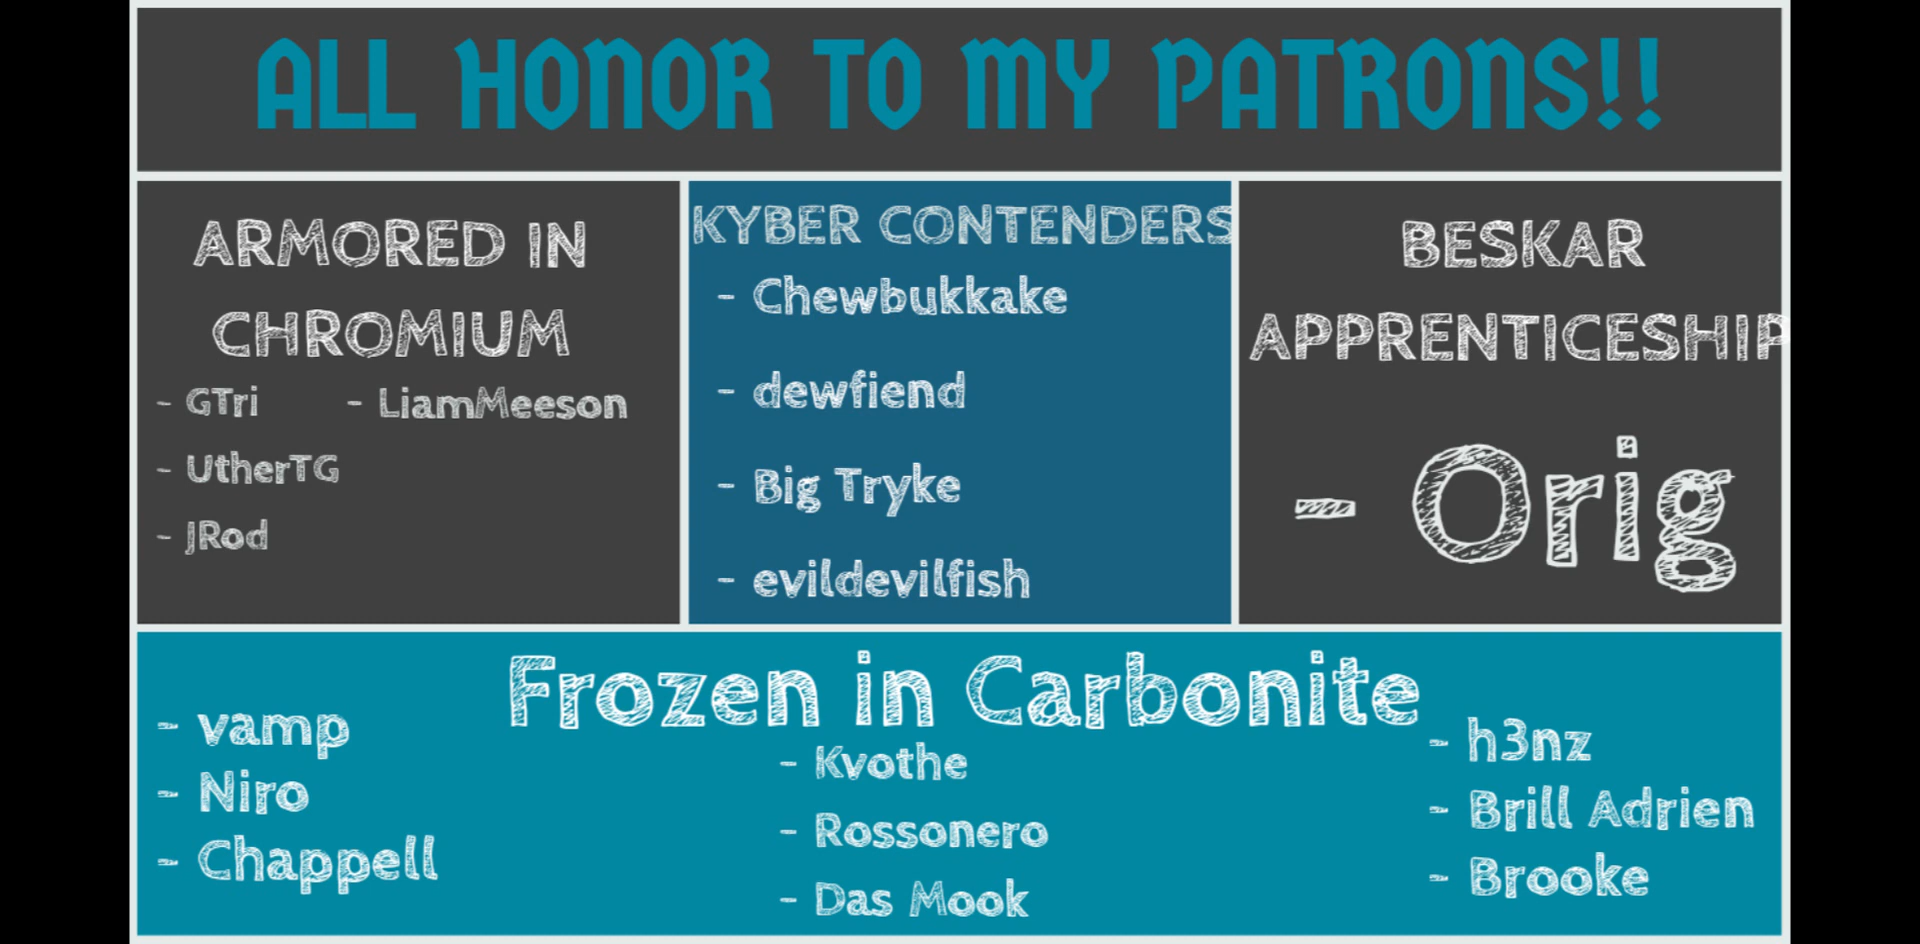 ALL HONOR TO MY PATRONS!!
ARMORED IN
CHROMIUM
- GTri - LiamMeeson
- UtherTG
- JRod
KYBER CONTENDERS
- Chewbukkake
- dewfiend
- Big Tryke
- evildevilfish
BESKAR
APPRENTICESHIP
- Orig
Frozen in Carbonite
- vamp
- Niro
- Chappell
- Kvothe
- Rossonero
- Das Mook
- h3nz
- Brill Adrien
- Brooke